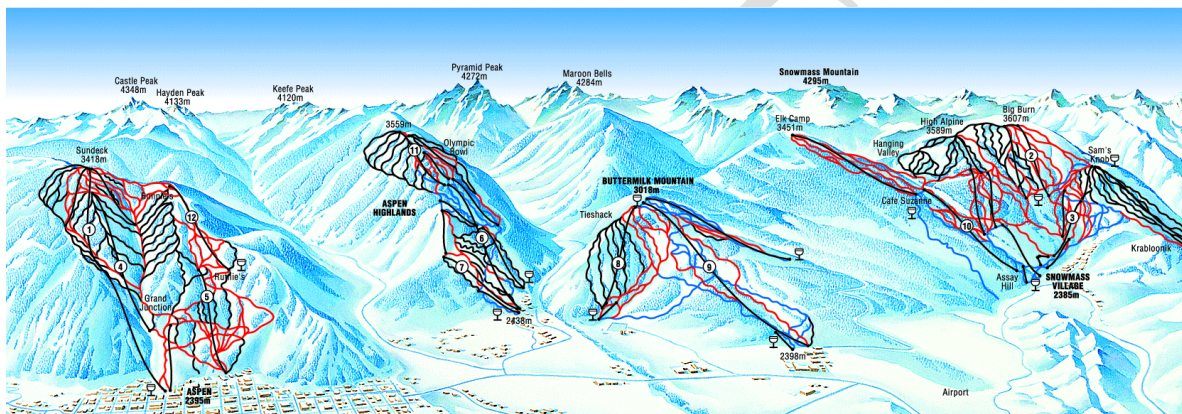 Castle Peak
4348m
Hayden Peak
4133m
Keefe Peak
4120m
Pyramid Peak
4272m
Maroon Bells
4284m
Snowmass Mountain
4295m
Elk Camp
3451m
High Alpine
3589m
Big Burn
3607m
Hanging
Valley
Sam's
Knob
Sundeck
3418m
3559m
Olympic
Bowl
11
2
BUTTERMILK MOUNTAIN
3018m
ASPEN
HIGHLANDS
Tieshack
Bonnie's
12
1
Cafe Suzanne
3
10
6
7
4
8
9
Krabloonik
Ruthie's
5
Grand
Junction
Assay
Hill
SNOWMASS
VILLAGE
2385m
2438m
2398m
ASPEN
2395m
Airport